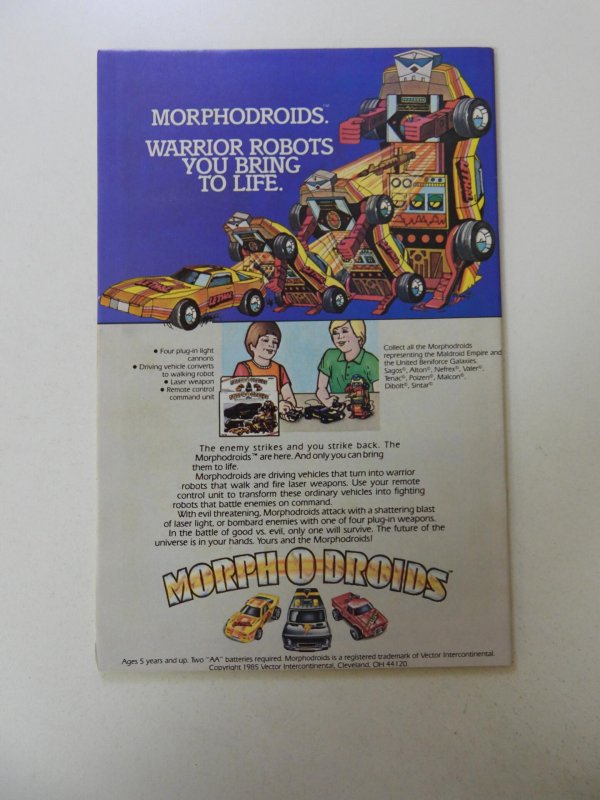 MORPHODROIDS.™
WARRIOR ROBOTS
YOU BRING
TO LIFE.
LETHAL
LETHAL
• Four plug-in light
cannons
• Driving vehicle converts
to walking robot
• Laser weapon
• Remote control
command unit
Collect all the Morphodroids
representing the Maldroid Empire and
the United Beniforce Galaxies.
Sagos®, Alton®, Nefrex®, Valer®,
Tenac®, Poizen®, Malcon®,
Dibolt®, Sintar®
The enemy strikes and you strike back. The
Morphodroids™ are here. And only you can bring
them to life.
Morphodroids are driving vehicles that turn into warrior
robots that walk and fire laser weapons. Use your remote
control unit to transform these ordinary vehicles into fighting
robots that battle enemies on command.
With evil threatening, Morphodroids attack with a shattering blast
of laser light, or bombard enemies with one of four plug-in weapons.
In the battle of good vs. evil, only one will survive. The future of the
universe is in your hands. Yours and the Morphodroids!
MORPH-O-DROIDS™
Ages 5 years and up. Two "AA" batteries required. Morphodroids is a registered trademark of Vector Intercontinental.
Copyright 1985 Vector Intercontinental, Cleveland, OH 44120.